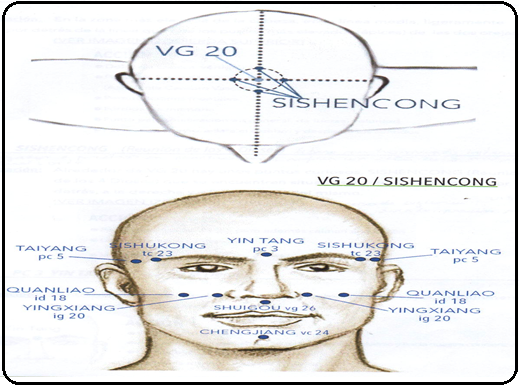 VG 20
SISHENCONG
VG 20 / SISHENCONG
SISHUKONG
tc 23
YIN TANG
pc 3
SISHUKONG
tc 23
TAIYANG
pc 5
TAIYANG
pc 5
QUANLIAO
id 18
QUANLIAO
id 18
YINGXIANG
ig 20
SHUIGOU vg 26
YINGXIANG
ig 20
CHENGJIANG vc 24